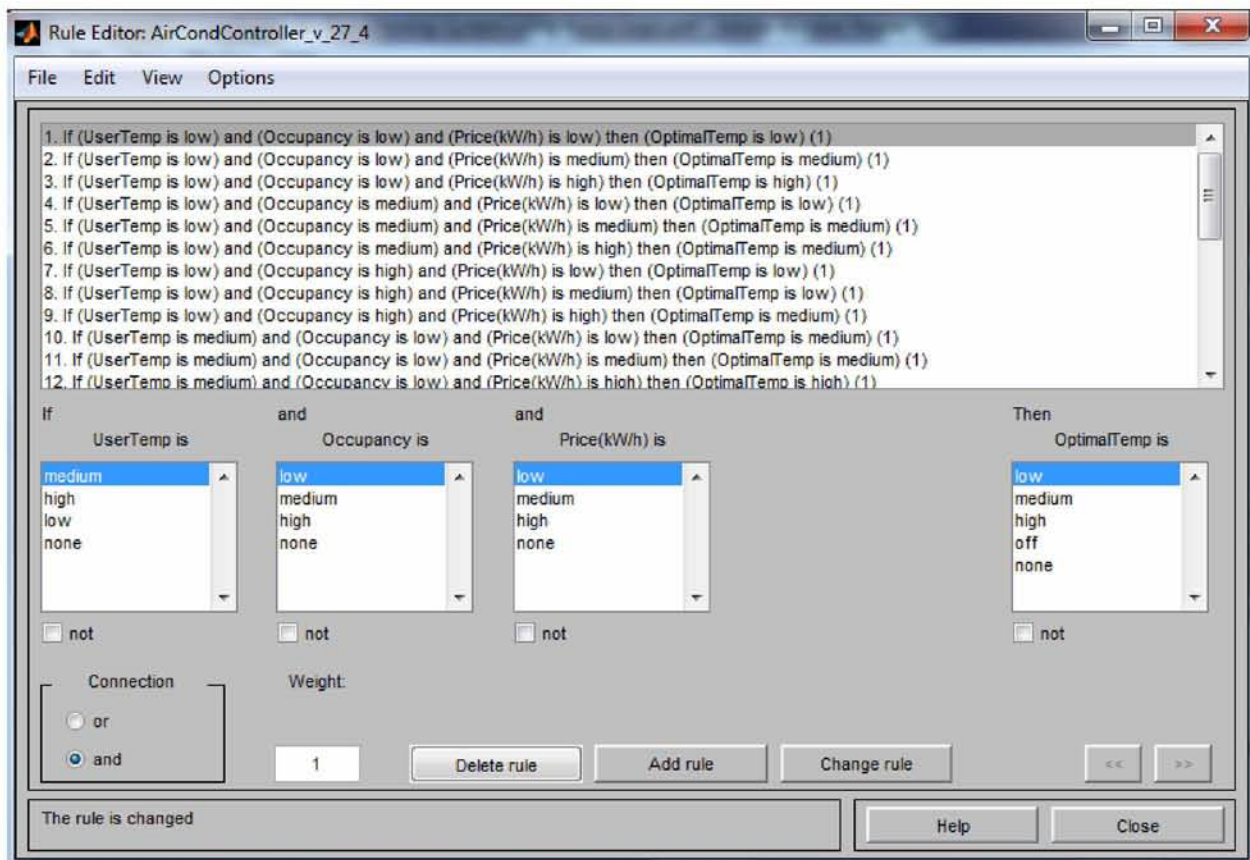 Rule Editor: AirCondController_v_27_4
File Edit View Options
1. If (UserTemp is low) and (Occupancy is low) and (Price(kW/h) is low) then (OptimalTemp is low) (1)
2. If (UserTemp is low) and (Occupancy is low) and (Price(kW/h) is medium) then (OptimalTemp is medium) (1)
3. If (UserTemp is low) and (Occupancy is low) and (Price(kW/h) is high) then (OptimalTemp is high) (1)
4. If (UserTemp is low) and (Occupancy is medium) and (Price(kW/h) is low) then (OptimalTemp is low) (1)
5. If (UserTemp is low) and (Occupancy is medium) and (Price(kW/h) is medium) then (OptimalTemp is medium) (1)
6. If (UserTemp is low) and (Occupancy is medium) and (Price(kW/h) is high) then (OptimalTemp is medium) (1)
7. If (UserTemp is low) and (Occupancy is high) and (Price(kW/h) is low) then (OptimalTemp is low) (1)
8. If (UserTemp is low) and (Occupancy is high) and (Price(kW/h) is medium) then (OptimalTemp is low) (1)
9. If (UserTemp is low) and (Occupancy is high) and (Price(kW/h) is high) then (OptimalTemp is medium) (1)
10. If (UserTemp is medium) and (Occupancy is low) and (Price(kW/h) is low) then (OptimalTemp is medium) (1)
11. If (UserTemp is medium) and (Occupancy is low) and (Price(kW/h) is medium) then (OptimalTemp is medium) (1)
12. If (UserTemp is medium) and (Occupancy is low) and (Price(kW/h) is high) then (OptimalTemp is high) (1)
If and and Then
UserTemp is Occupancy is Price(kW/h) is OptimalTemp is
medium low low low
high medium medium medium
low high high high
none none none off
none
not not not not
Connection Weight:
or
and 1 Delete rule Add rule Change rule << >>
The rule is changed Help Close